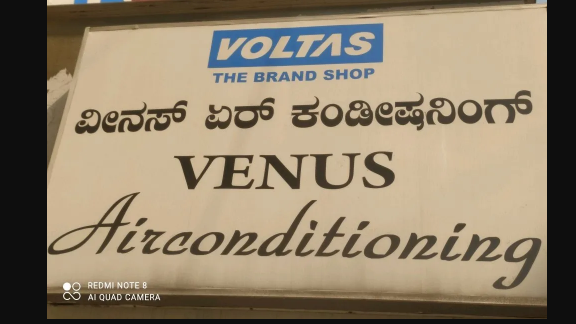 VOLTAS
THE BRAND SHOP
ವೀನಸ್ ಏರ್ ಕಂಡೀಷನಿಂಗ್
VENUS
Airconditioning
REDMI NOTE 8
AI QUAD CAMERA